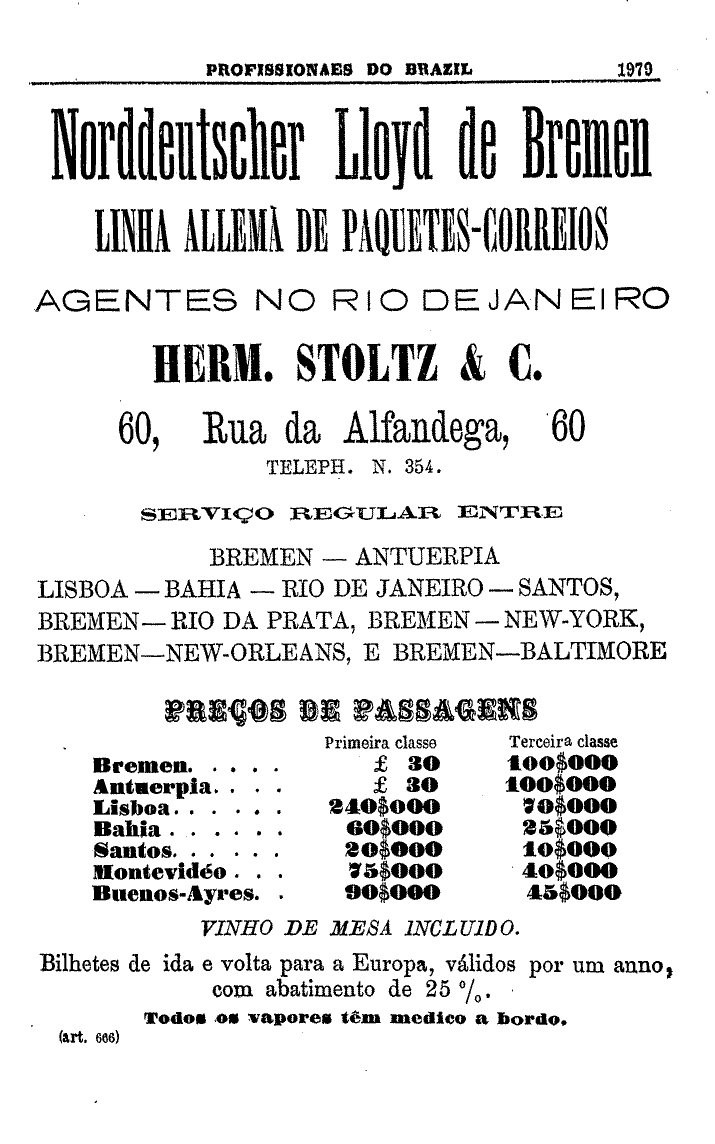 PROFISSIONAES DO BRAZIL 1979
Norddeutscher Lloyd de Bremen
LINHA ALLEMÃ DE PAQUETES-CORREIOS
AGENTES NO RIO DE JANEIRO
HERM. STOLTZ & C.
60, Rua da Alfandega, 60
TELEPH. N. 354.
SERVIÇO REGULAR ENTRE
BREMEN — ANTUERPIA
LISBOA — BAHIA — RIO DE JANEIRO — SANTOS,
BREMEN — RIO DA PRATA, BREMEN — NEW-YORK,
BREMEN—NEW-ORLEANS, E BREMEN—BALTIMORE
PREÇOS DE PASSAGENS
Primeira classe Terceira classe
Bremen. . . . . £ 30 100$000
Antuerpia. . . . £ 30 100$000
Lisboa. . . . . . 240$000 70$000
Bahia . . . . . . 60$000 25$000
Santos. . . . . . 20$000 10$000
Montevidéo . . . 75$000 40$000
Buenos-Ayres. . 90$000 45$000
VINHO DE MESA INCLUIDO.
Bilhetes de ida e volta para a Europa, válidos por um anno,
com abatimento de 25 %.
Todos os vapores têm medico a bordo.
(art. 666)